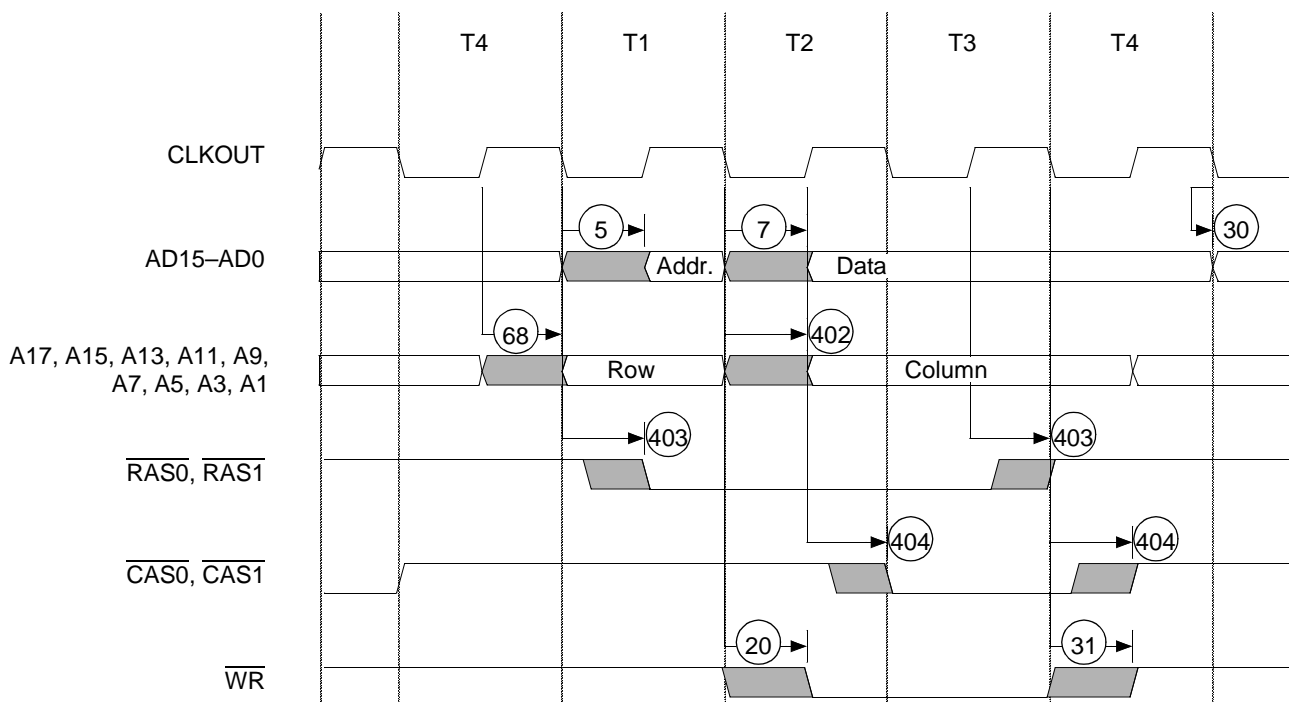 T4 T1 T2 T3 T4
CLKOUT
5 7 30
AD15–AD0
Addr. Data
68 402
A17, A15, A13, A11, A9,
A7, A5, A3, A1
Row Column
403 403
RAS0, RAS1
404 404
CAS0, CAS1
20 31
WR